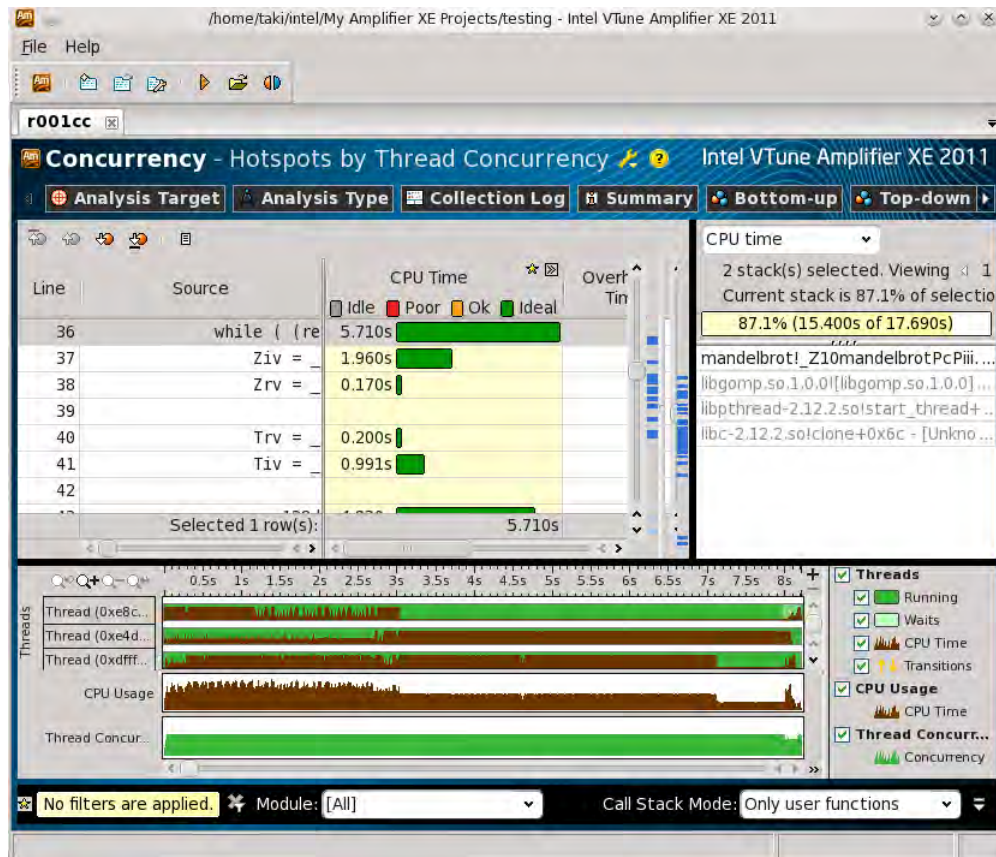 /home/taki/intel/My Amplifier XE Projects/testing - Intel VTune Amplifier XE 2011
File Help
r001cc
Concurrency - Hotspots by Thread Concurrency Intel VTune Amplifier XE 2011
Analysis Target Analysis Type Collection Log Summary Bottom-up Top-down
CPU time
2 stack(s) selected. Viewing 1
Current stack is 87.1% of selectio
87.1% (15.400s of 17.690s)
mandelbrot!_Z10mandelbrotPcPiii. ...
libgomp.so.1.0.0![libgomp.so.1.0.0] ...
libpthread-2.12.2.so!start_thread+ ...
libc-2.12.2.so!clone+0x6c - [Unkno ...
Line Source CPU Time Overh
Tim
Idle Poor Ok Ideal
36 while ( (re 5.710s
37 Ziv = _ 1.960s
38 Zrv = _ 0.170s
39
40 Trv = _ 0.200s
41 Tiv = _ 0.991s
42
Selected 1 row(s): 5.710s
0.5s 1s 1.5s 2s 2.5s 3s 3.5s 4s 4.5s 5s 5.5s 6s 6.5s 7s 7.5s 8s
Threads
Thread (0xe8c...
Thread (0xe4d...
Thread (0xdfff...
CPU Usage
Thread Concur...
Threads
Running
Waits
CPU Time
Transitions
CPU Usage
CPU Time
Thread Concurr...
Concurrency
No filters are applied. Module: [All] Call Stack Mode: Only user functions